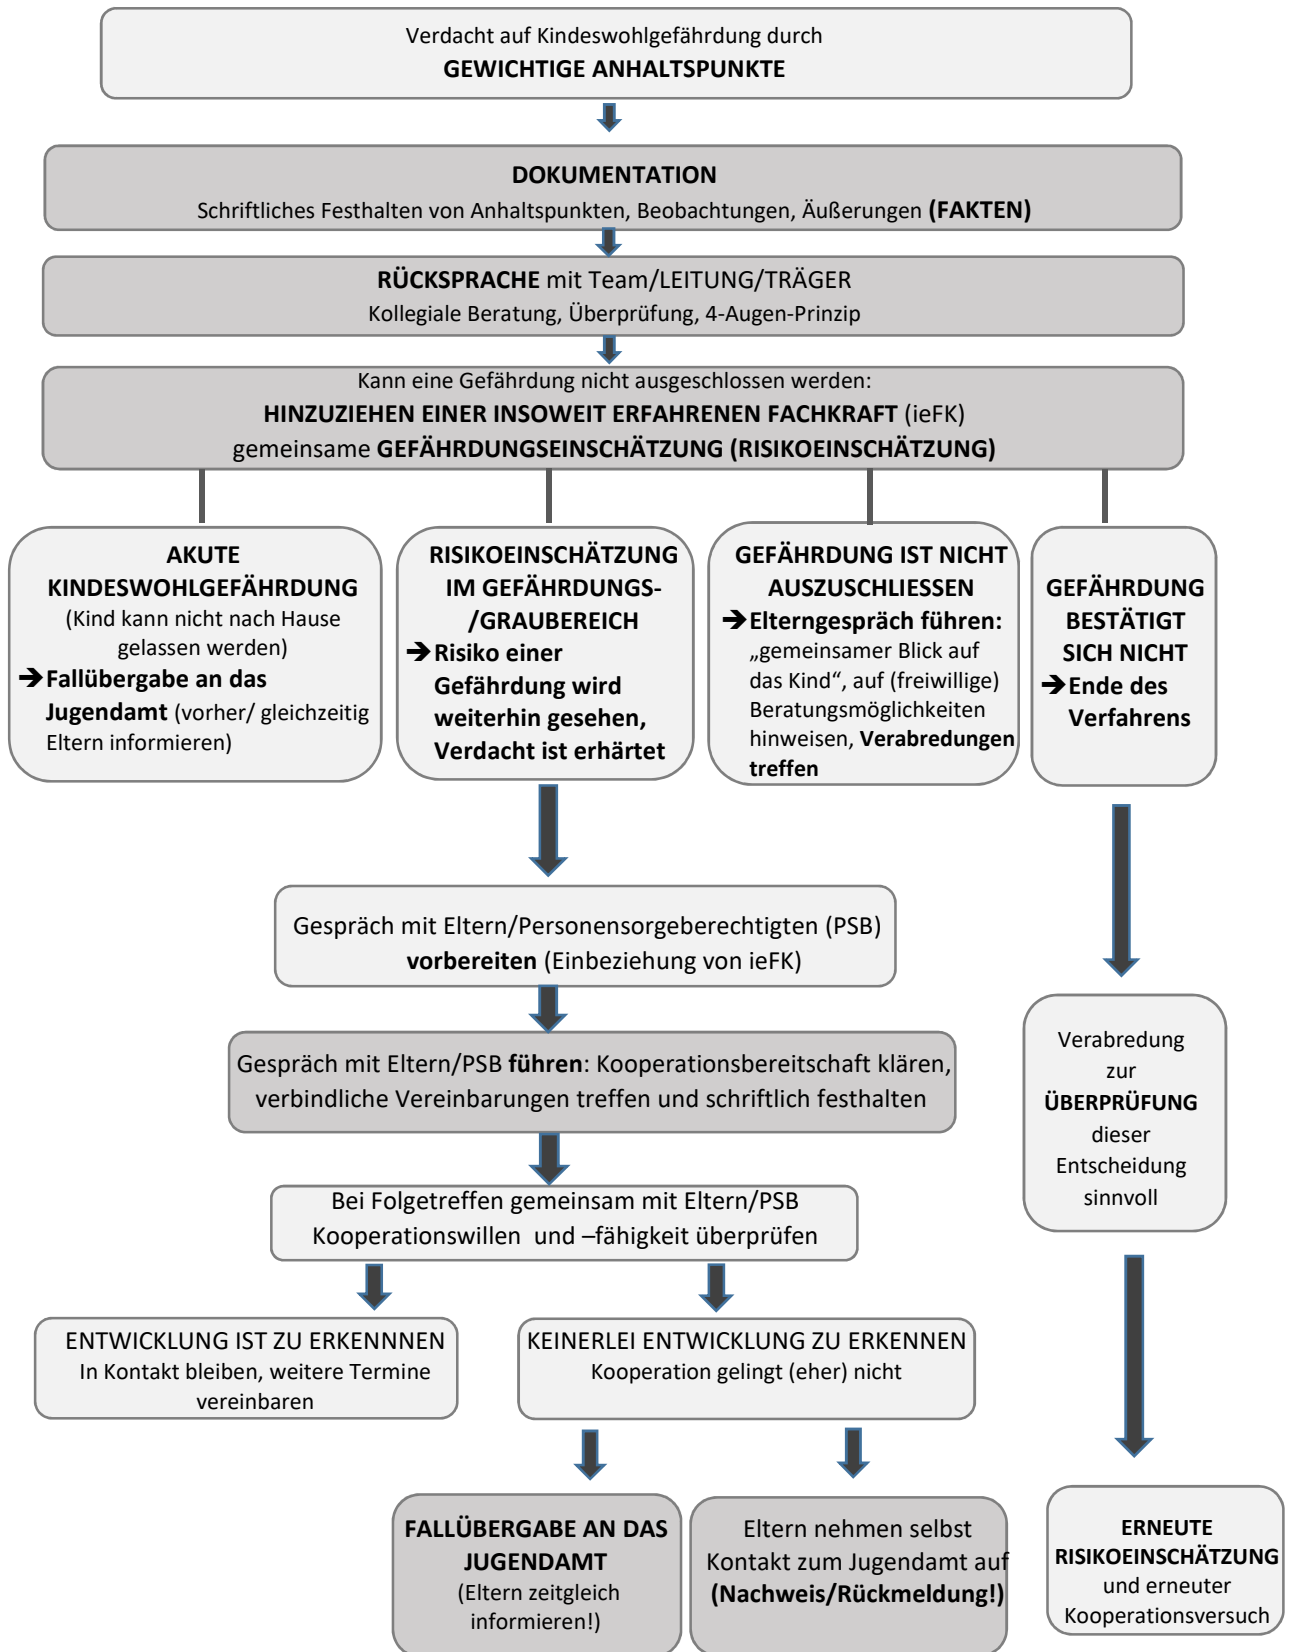 Verdacht auf Kindeswohlgefährdung durch
GEWICHTIGE ANHALTSPUNKTE
DOKUMENTATION
Schriftliches Festhalten von Anhaltspunkten, Beobachtungen, Äußerungen (FAKTEN)
RÜCKSPRACHE mit Team/LEITUNG/TRÄGER
Kollegiale Beratung, Überprüfung, 4-Augen-Prinzip
Kann eine Gefährdung nicht ausgeschlossen werden:
HINZUZIEHEN EINER INSOWEIT ERFAHRENEN FACHKRAFT (ieFK)
gemeinsame GEFÄHRDUNGSEINSCHÄTZUNG (RISIKOEINSCHÄTZUNG)
AKUTE
KINDESWOHLGEFÄHRDUNG
(Kind kann nicht nach Hause
gelassen werden)
➔ Fallübergabe an das
Jugendamt (vorher/ gleichzeitig
Eltern informieren)
RISIKOEINSCHÄTZUNG
IM GEFÄHRDUNGS-
/GRAUBEREICH
➔ Risiko einer
Gefährdung wird
weiterhin gesehen,
Verdacht ist erhärtet
GEFÄHRDUNG IST NICHT
AUSZUSCHLIESSEN
➔ Elterngespräch führen:
„gemeinsamer Blick auf
das Kind“, auf (freiwillige)
Beratungsmöglichkeiten
hinweisen, Verabredungen
treffen
GEFÄHRDUNG
BESTÄTIGT
SICH NICHT
➔ Ende des
Verfahrens
Gespräch mit Eltern/Personensorgeberechtigten (PSB)
vorbereiten (Einbeziehung von ieFK)
Gespräch mit Eltern/PSB führen: Kooperationsbereitschaft klären,
verbindliche Vereinbarungen treffen und schriftlich festhalten
Verabredung
zur
ÜBERPRÜFUNG
dieser
Entscheidung
sinnvoll
Bei Folgetreffen gemeinsam mit Eltern/PSB
Kooperationswillen und –fähigkeit überprüfen
ENTWICKLUNG IST ZU ERKENNNEN
In Kontakt bleiben, weitere Termine
vereinbaren
KEINERLEI ENTWICKLUNG ZU ERKENNEN
Kooperation gelingt (eher) nicht
FALLÜBERGABE AN DAS
JUGENDAMT
(Eltern zeitgleich
informieren!)
Eltern nehmen selbst
Kontakt zum Jugendamt auf
(Nachweis/Rückmeldung!)
ERNEUTE
RISIKOEINSCHÄTZUNG
und erneuter
Kooperationsversuch